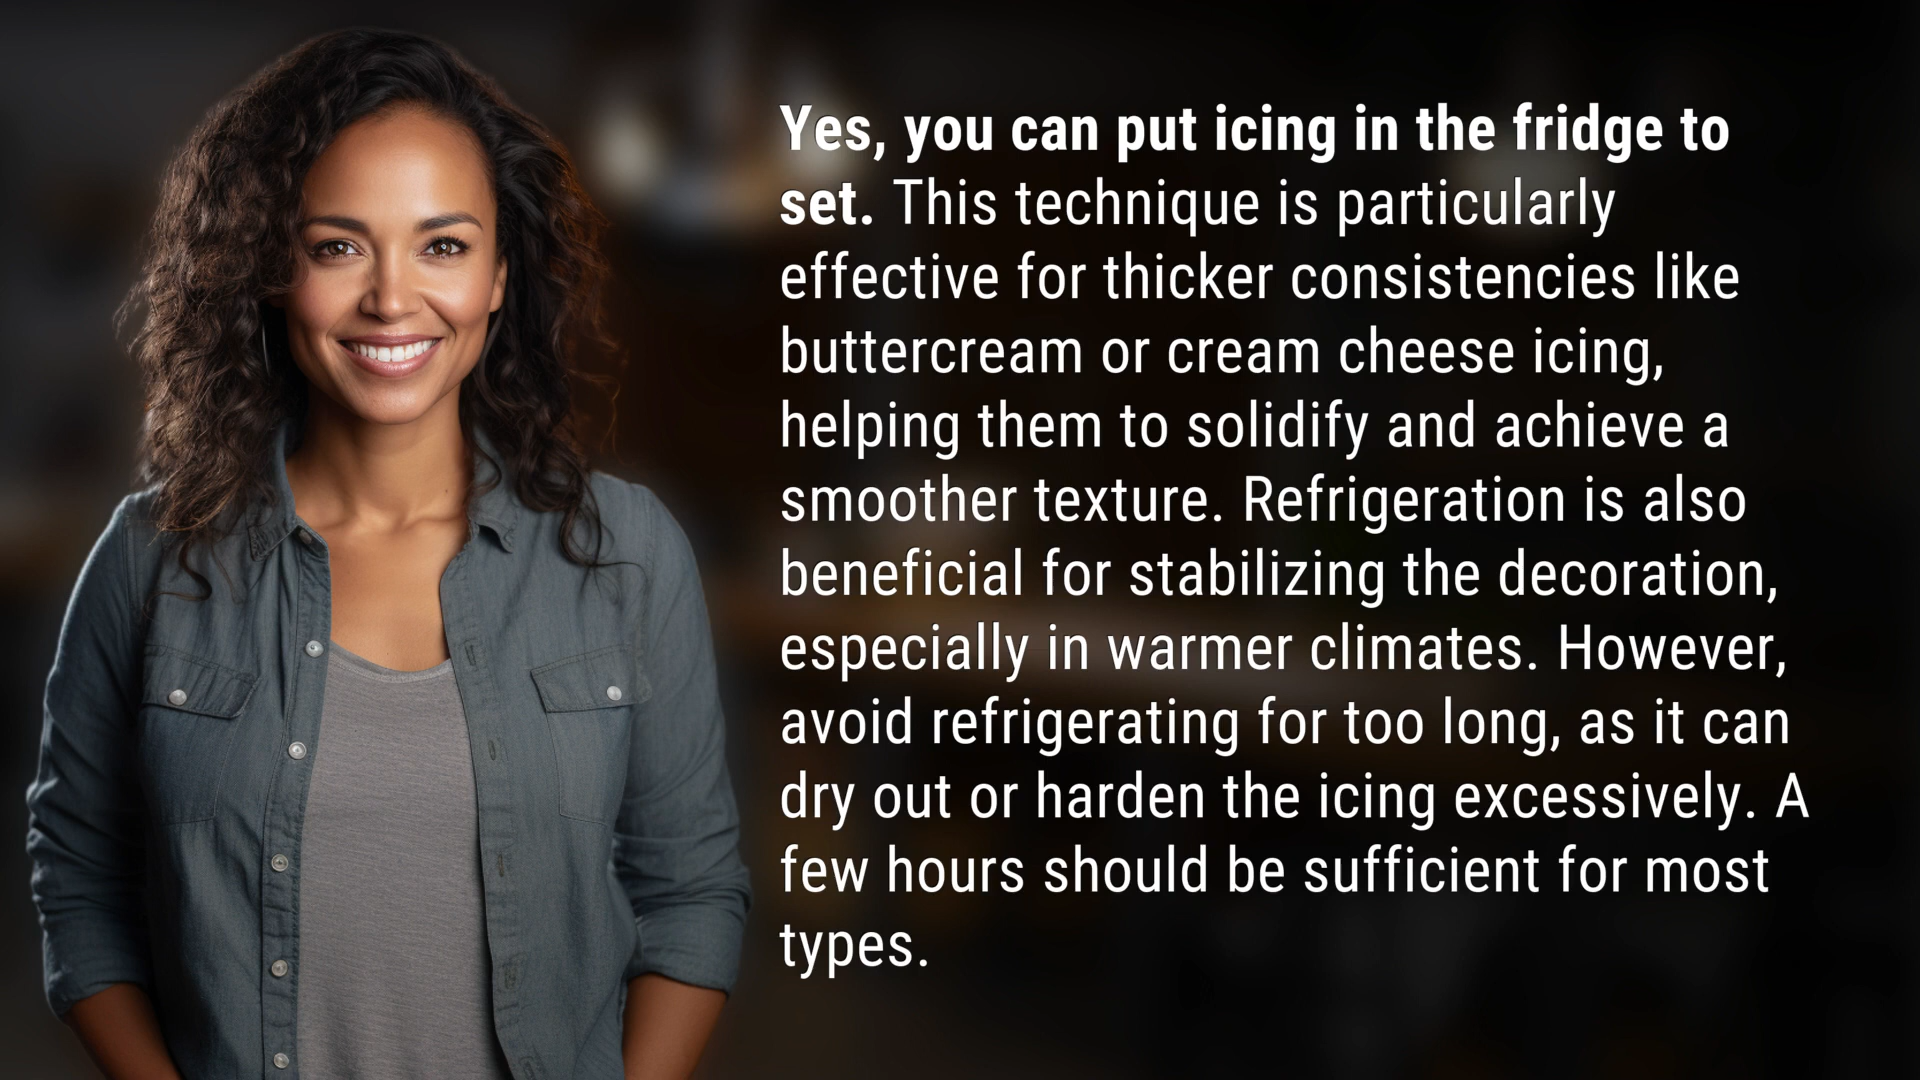 Yes, you can put icing in the fridge to
set. This technique is particularly
effective for thicker consistencies like
buttercream or cream cheese icing,
helping them to solidify and achieve a
smoother texture. Refrigeration is also
beneficial for stabilizing the decoration,
especially in warmer climates. However,
avoid refrigerating for too long, as it can
dry out or harden the icing excessively. A
few hours should be sufficient for most
types.